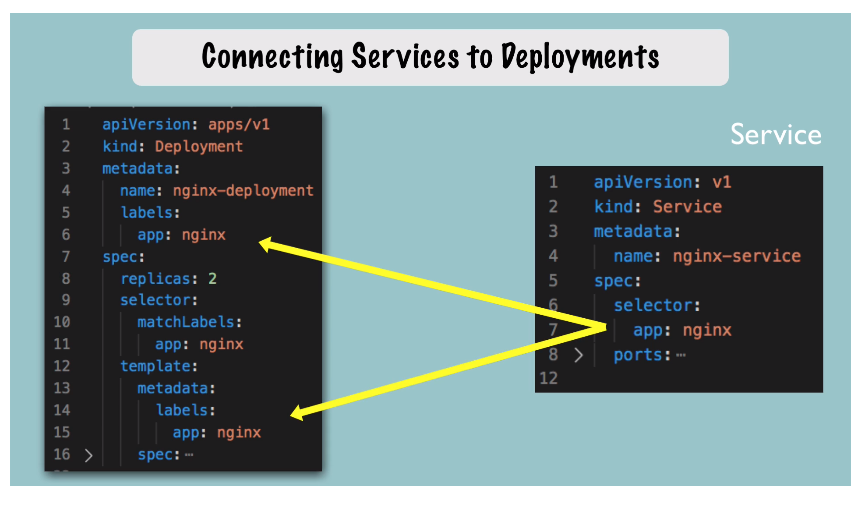 Connecting Services to Deployments
1 apiVersion: apps/v1
2 kind: Deployment
3 metadata:
4 name: nginx-deployment
5 labels:
6 app: nginx
7 spec:
8 replicas: 2
9 selector:
10 matchLabels:
11 app: nginx
12 template:
13 metadata:
14 labels:
15 app: nginx
16 > spec:⋯
Service
1 apiVersion: v1
2 kind: Service
3 metadata:
4 name: nginx-service
5 spec:
6 selector:
7 app: nginx
8 > ports:⋯
12